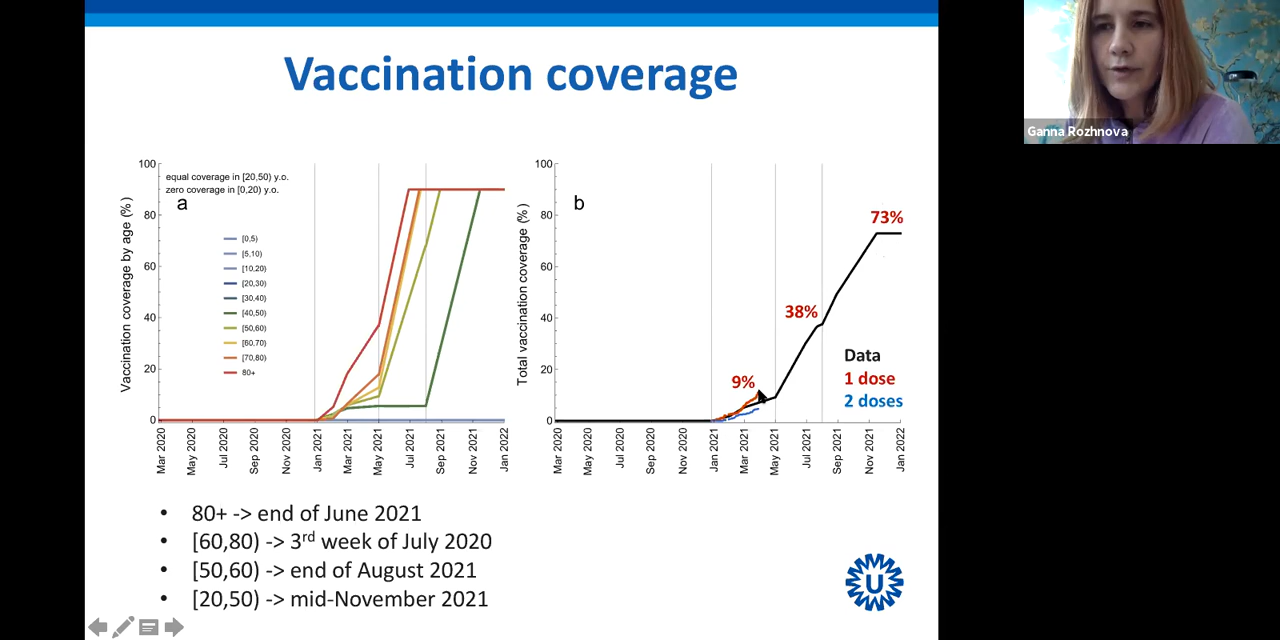 Vaccination coverage
Ganna Rozhnova
Vaccination coverage by age (%)
100
80
60
40
20
0
equal coverage in [20,50) y.o.
zero coverage in [0,20) y.o.
a
[0,5)
[5,10)
[10,20)
[20,30)
[30,40)
[40,50)
[50,60)
[60,70)
[70,80)
80+
Mar 2020
May 2020
Jul 2020
Sep 2020
Nov 2020
Jan 2021
Mar 2021
May 2021
Jul 2021
Sep 2021
Nov 2021
Jan 2022
Total vaccination coverage (%)
100
80
60
40
20
0
b
73%
38%
9%
Data
1 dose
2 doses
Mar 2020
May 2020
Jul 2020
Sep 2020
Nov 2020
Jan 2021
Mar 2021
May 2021
Jul 2021
Sep 2021
Nov 2021
Jan 2022
• 80+ -> end of June 2021
• [60,80) -> 3rd week of July 2020
• [50,60) -> end of August 2021
• [20,50) -> mid-November 2021
U